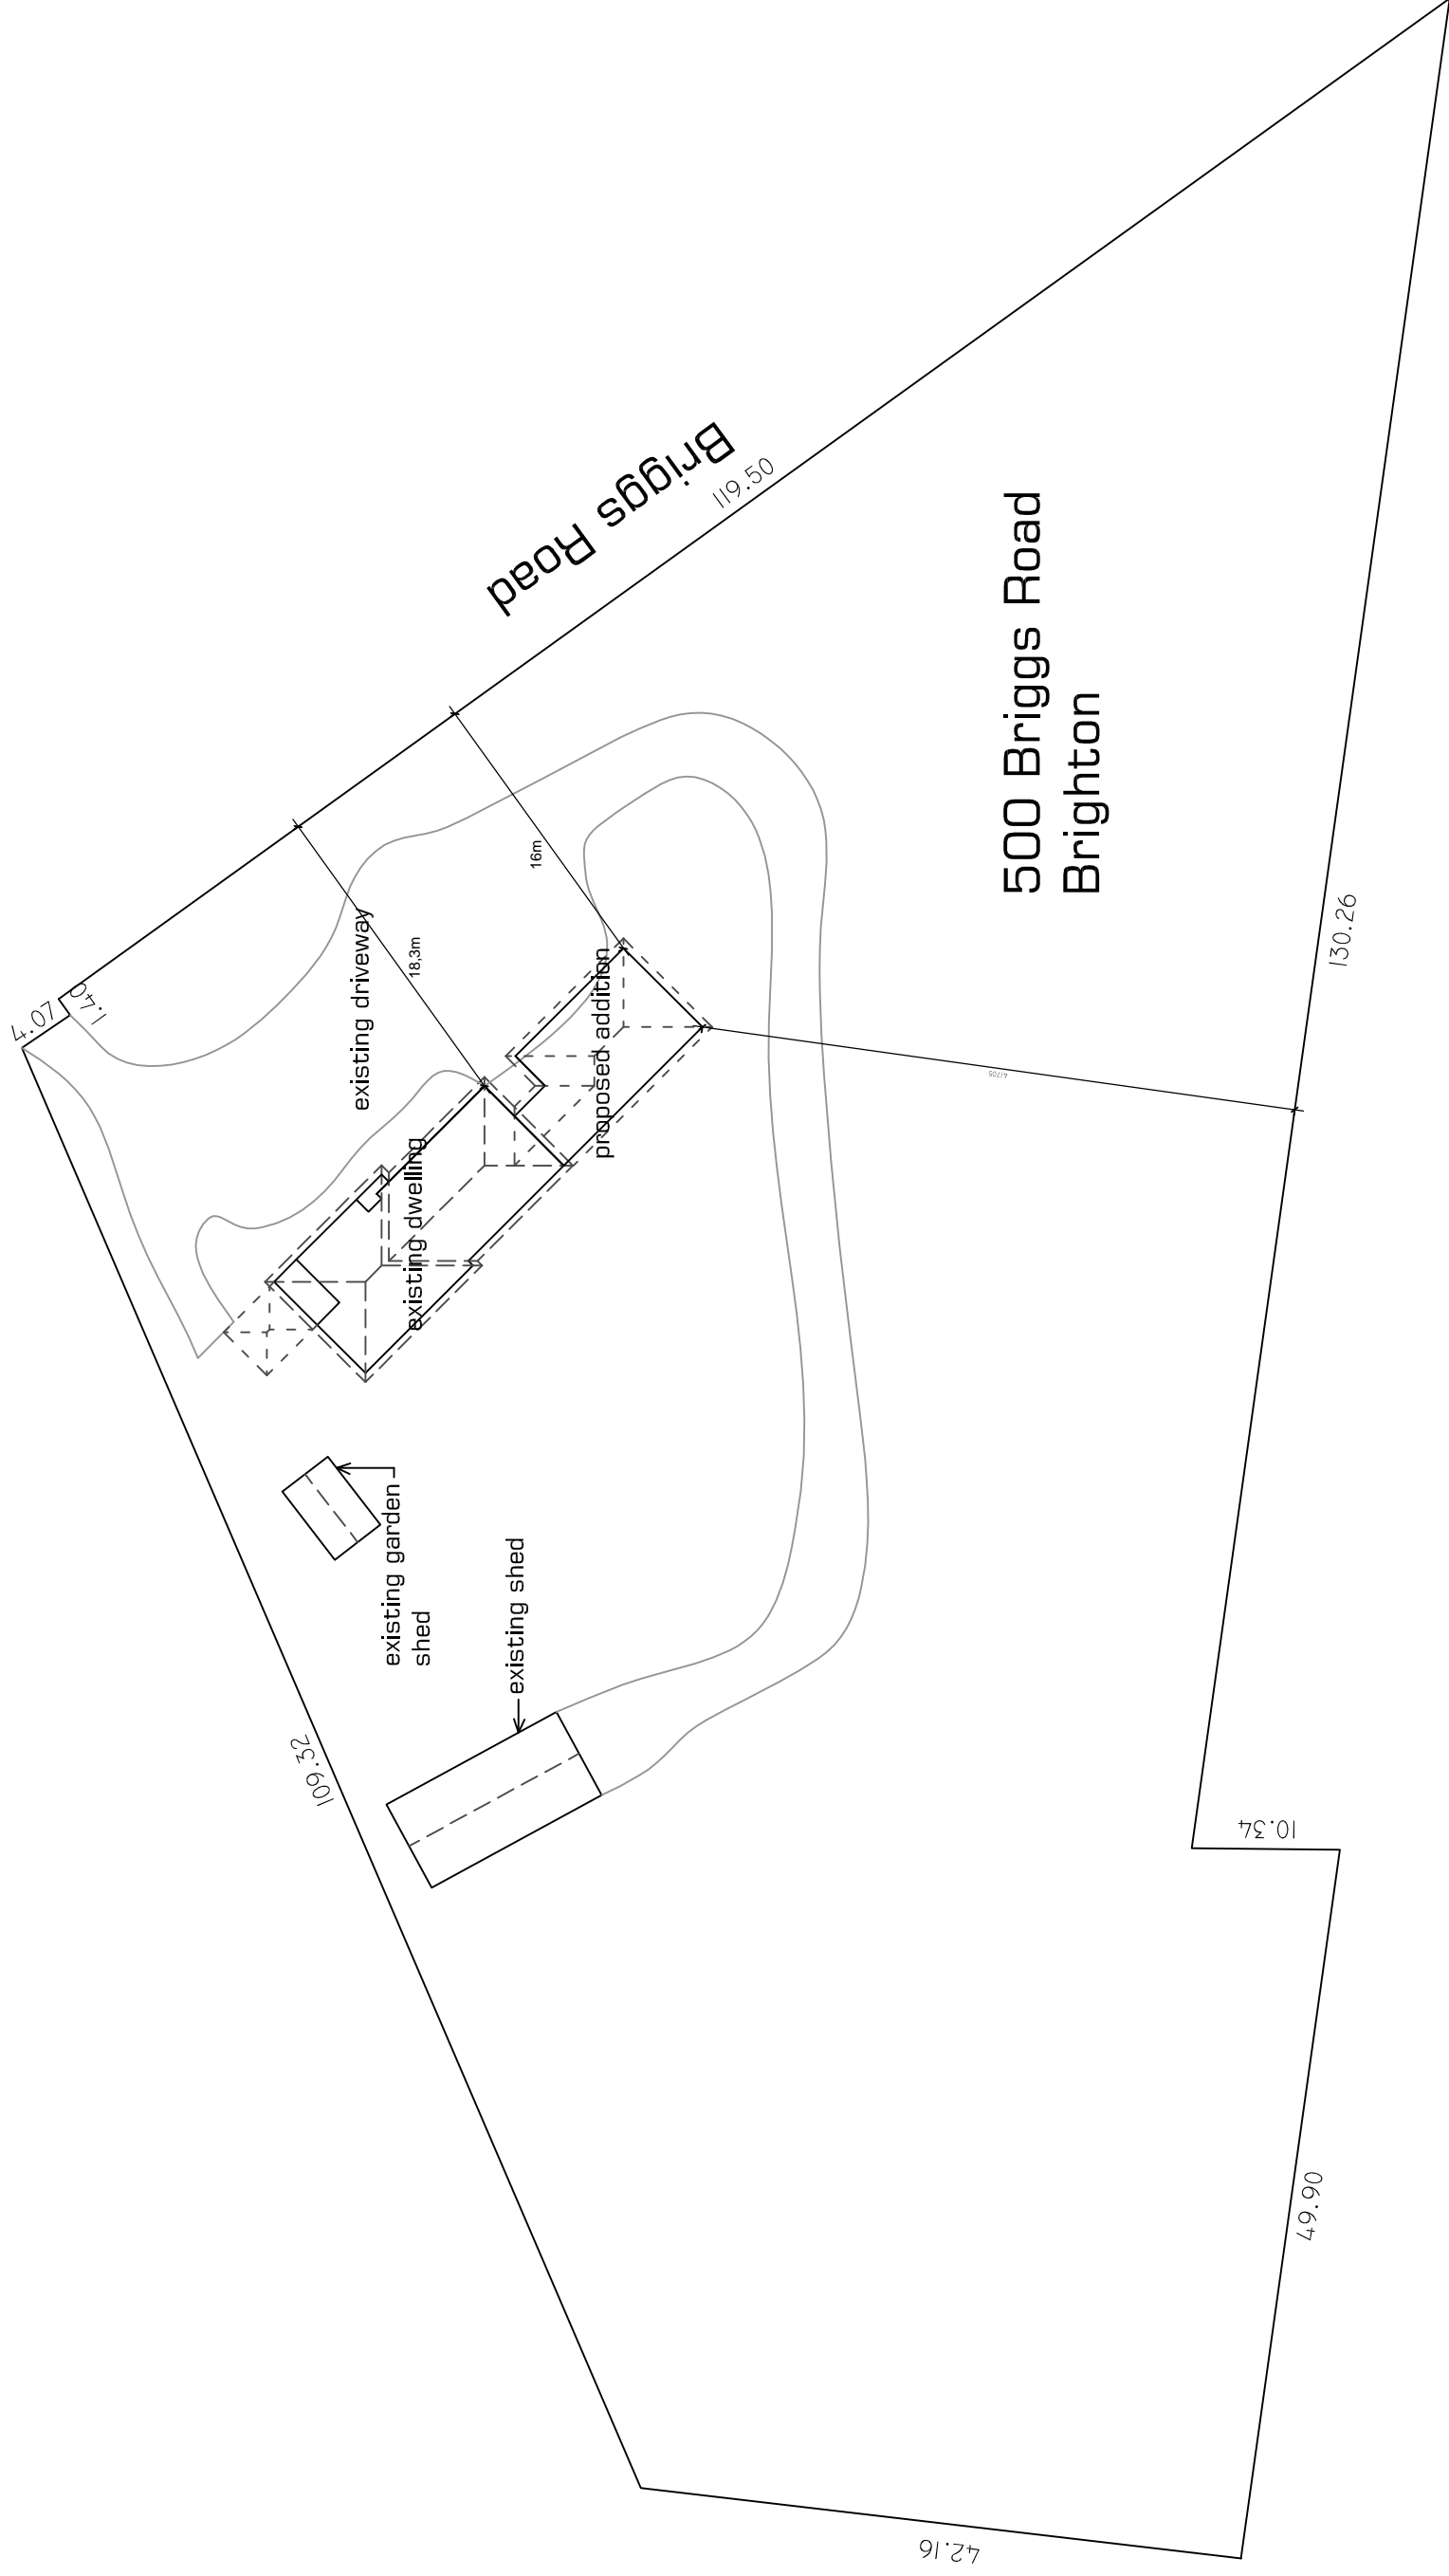 Briggs Road
119.50
500 Briggs Road
Brighton
16m
18,3m
existing driveway
4.07
1.40
proposed addition
130.26
existing dwelling
existing garden
shed
existing shed
109.32
10.34
49.90
42.16